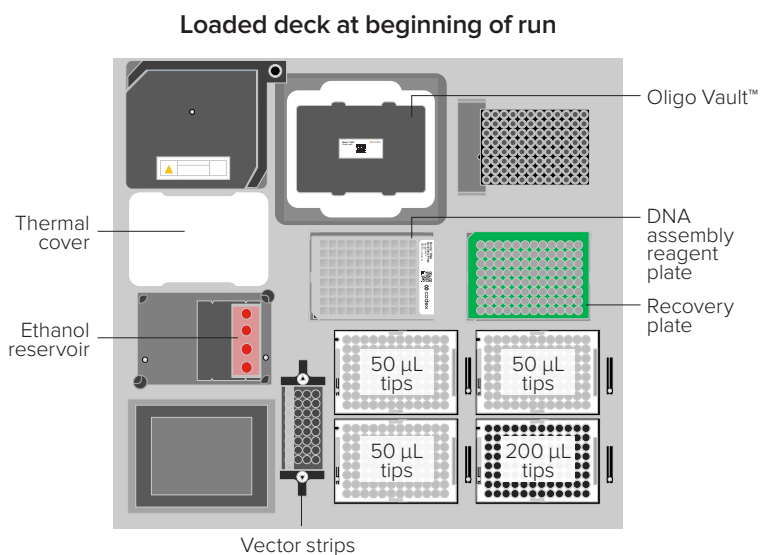 Loaded deck at beginning of run
Oligo Vault™
Thermal
cover
DNA
assembly
reagent
plate
Recovery
plate
Ethanol
reservoir
codex
50 µL
tips
50 µL
tips
50 µL
tips
200 µL
tips
Vector strips